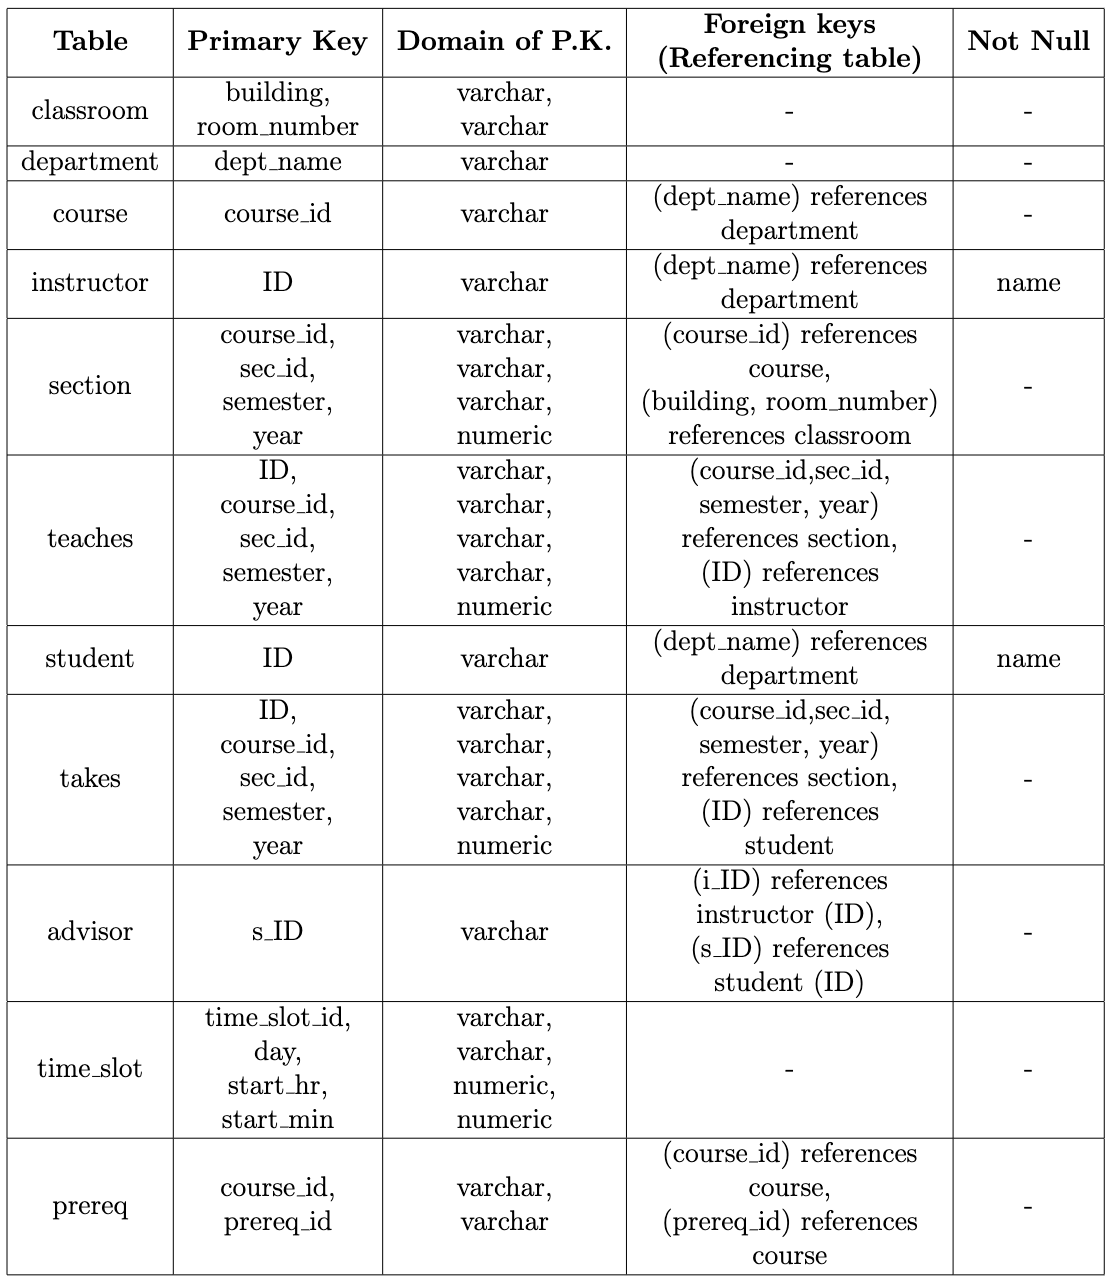 Table Primary Key Domain of P.K. Foreign keys (Referencing table) Not Null
classroom building, room_number varchar, varchar - -
department dept_name varchar - -
course course_id varchar (dept_name) references department -
instructor ID varchar (dept_name) references department name
section course_id, sec_id, semester, year varchar, varchar, varchar, numeric (course_id) references course, (building, room_number) references classroom -
teaches ID, course_id, sec_id, semester, year varchar, varchar, varchar, varchar, numeric (course_id,sec_id, semester, year) references section, (ID) references instructor -
student ID varchar (dept_name) references department name
takes ID, course_id, sec_id, semester, year varchar, varchar, varchar, varchar, numeric (course_id,sec_id, semester, year) references section, (ID) references student -
advisor s_ID varchar (i_ID) references instructor (ID), (s_ID) references student (ID) -
time_slot time_slot_id, day, start_hr, start_min varchar, varchar, numeric, numeric - -
prereq course_id, prereq_id varchar, varchar (course_id) references course, (prereq_id) references course -